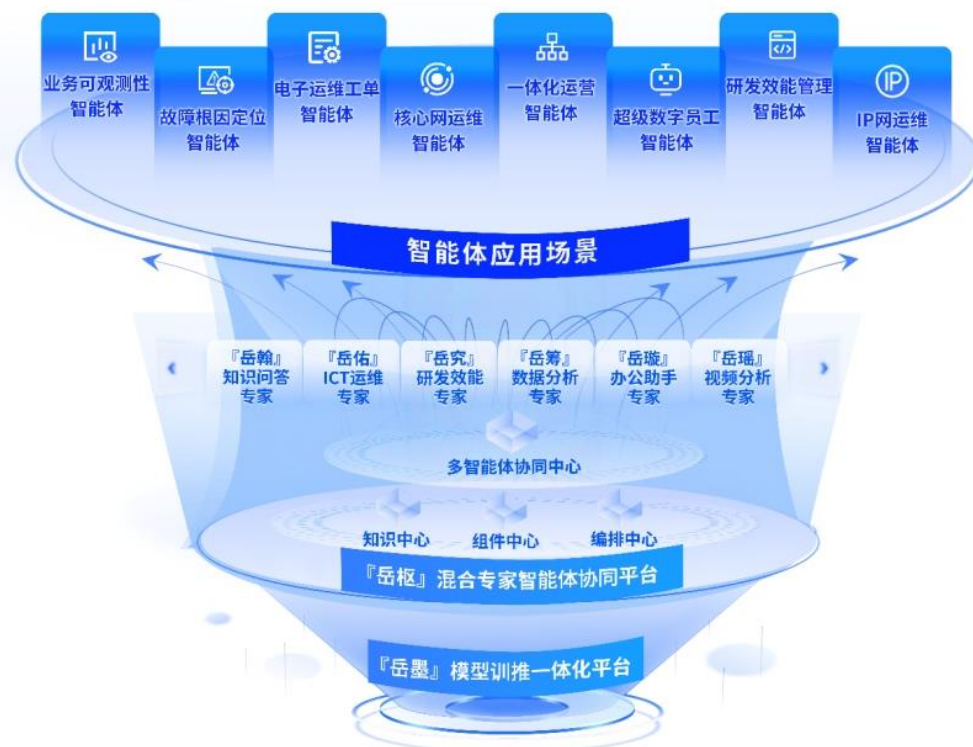 业务可观测性
智能体
故障根因定位
智能体
电子运维工单
智能体
核心网运维
智能体
一体化运营
智能体
超级数字员工
智能体
研发效能管理
智能体
IP
IP网运维
智能体
智能体应用场景
『岳翰』
知识问答
专家
『岳佑』
ICT运维
专家
『岳究』
研发效能
专家
『岳筹』
数据分析
专家
『岳璇』
办公助手
专家
『岳瑶』
视频分析
专家
多智能体协同中心
知识中心
组件中心
编排中心
『岳枢』混合专家智能体协同平台
『岳墨』模型训推一体化平台